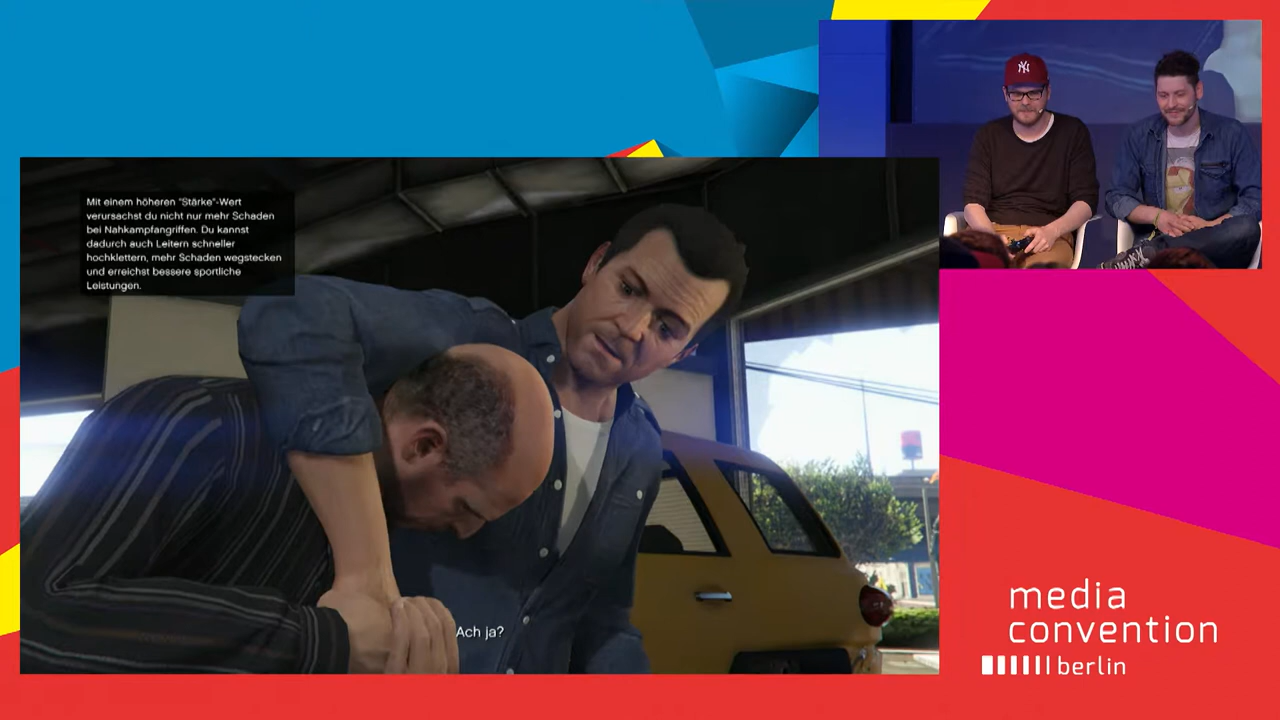 Mit einem höheren "Stärke"-Wert
verursachst du nicht nur mehr Schaden
bei Nahkampfangriffen. Du kannst
dadurch auch Leitern schneller
hochklettern, mehr Schaden wegstecken
und erreichst bessere sportliche
Leistungen.
Ach ja?
media
convention
berlin